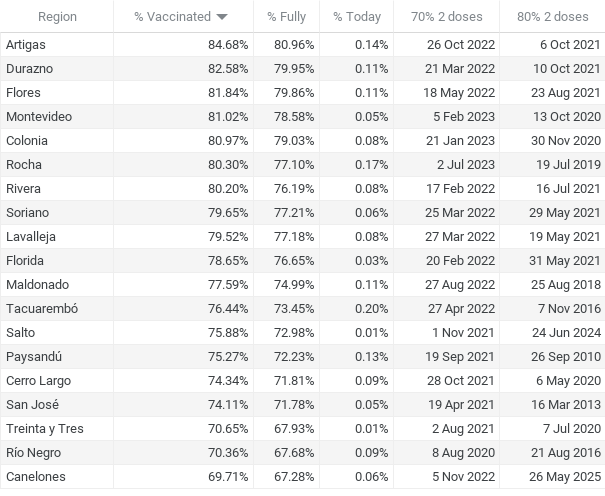 Region % Vaccinated % Fully % Today 70% 2 doses 80% 2 doses
Artigas 84.68% 80.96% 0.14% 26 Oct 2022 6 Oct 2021
Durazno 82.58% 79.95% 0.11% 21 Mar 2022 10 Oct 2021
Flores 81.84% 79.86% 0.11% 18 May 2022 23 Aug 2021
Montevideo 81.02% 78.58% 0.05% 5 Feb 2023 13 Oct 2020
Colonia 80.97% 79.03% 0.08% 21 Jan 2023 30 Nov 2020
Rocha 80.30% 77.10% 0.17% 2 Jul 2023 19 Jul 2019
Rivera 80.20% 76.19% 0.08% 17 Feb 2022 16 Jul 2021
Soriano 79.65% 77.21% 0.06% 25 Mar 2022 29 May 2021
Lavalleja 79.52% 77.18% 0.08% 27 Mar 2022 19 May 2021
Florida 78.65% 76.65% 0.03% 20 Feb 2022 31 May 2021
Maldonado 77.59% 74.99% 0.11% 27 Aug 2022 25 Aug 2018
Tacuarembó 76.44% 73.45% 0.20% 27 Apr 2022 7 Nov 2016
Salto 75.88% 72.98% 0.01% 1 Nov 2021 24 Jun 2024
Paysandú 75.27% 72.23% 0.13% 19 Sep 2021 26 Sep 2010
Cerro Largo 74.34% 71.81% 0.09% 28 Oct 2021 6 May 2020
San José 74.11% 71.78% 0.05% 19 Apr 2021 16 Mar 2013
Treinta y Tres 70.65% 67.93% 0.01% 2 Aug 2021 7 Jul 2020
Río Negro 70.36% 67.68% 0.09% 8 Aug 2020 21 Aug 2016
Canelones 69.71% 67.28% 0.06% 5 Nov 2022 26 May 2025